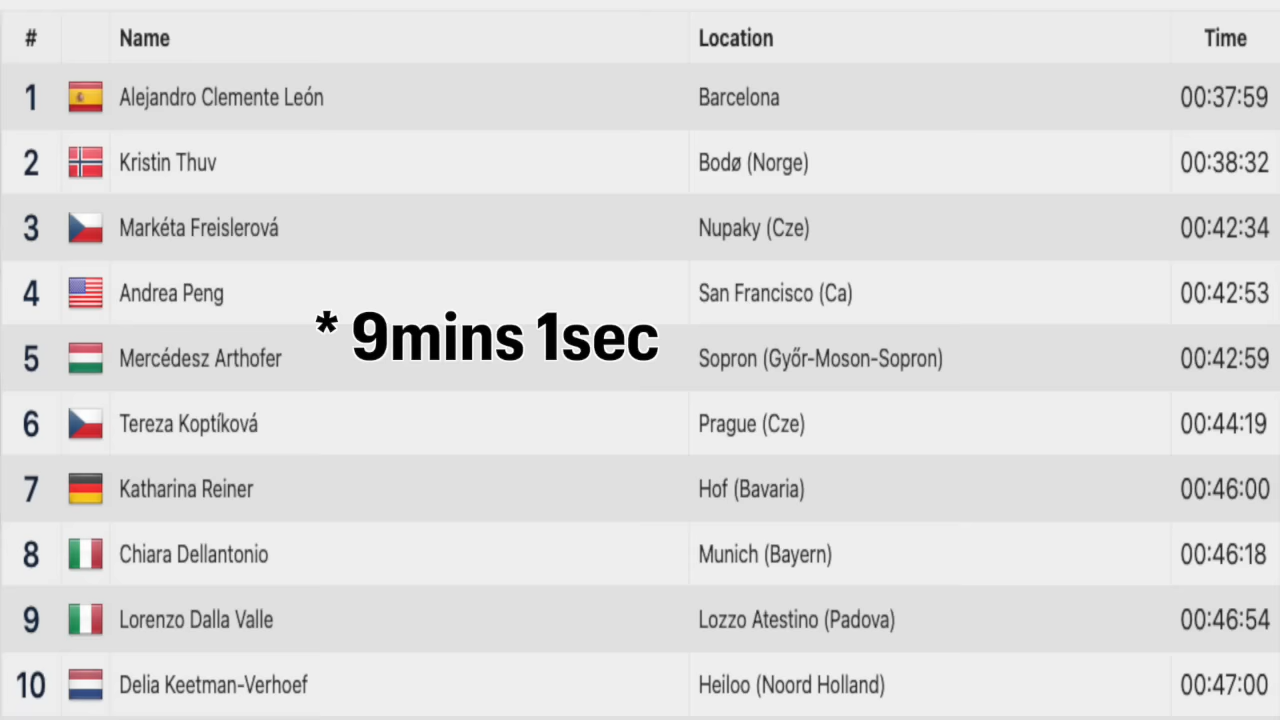 # Name Location Time
1 Alejandro Clemente León Barcelona 00:37:59
2 Kristin Thuv Bodø (Norge) 00:38:32
3 Markéta Freislerová Nupaky (Cze) 00:42:34
4 Andrea Peng San Francisco (Ca) 00:42:53
* 9mins 1sec
5 Mercédesz Arthofer Sopron (Győr-Moson-Sopron) 00:42:59
6 Tereza Koptíková Prague (Cze) 00:44:19
7 Katharina Reiner Hof (Bavaria) 00:46:00
8 Chiara Dellantonio Munich (Bayern) 00:46:18
9 Lorenzo Dalla Valle Lozzo Atestino (Padova) 00:46:54
10 Delia Keetman-Verhoef Heiloo (Noord Holland) 00:47:00